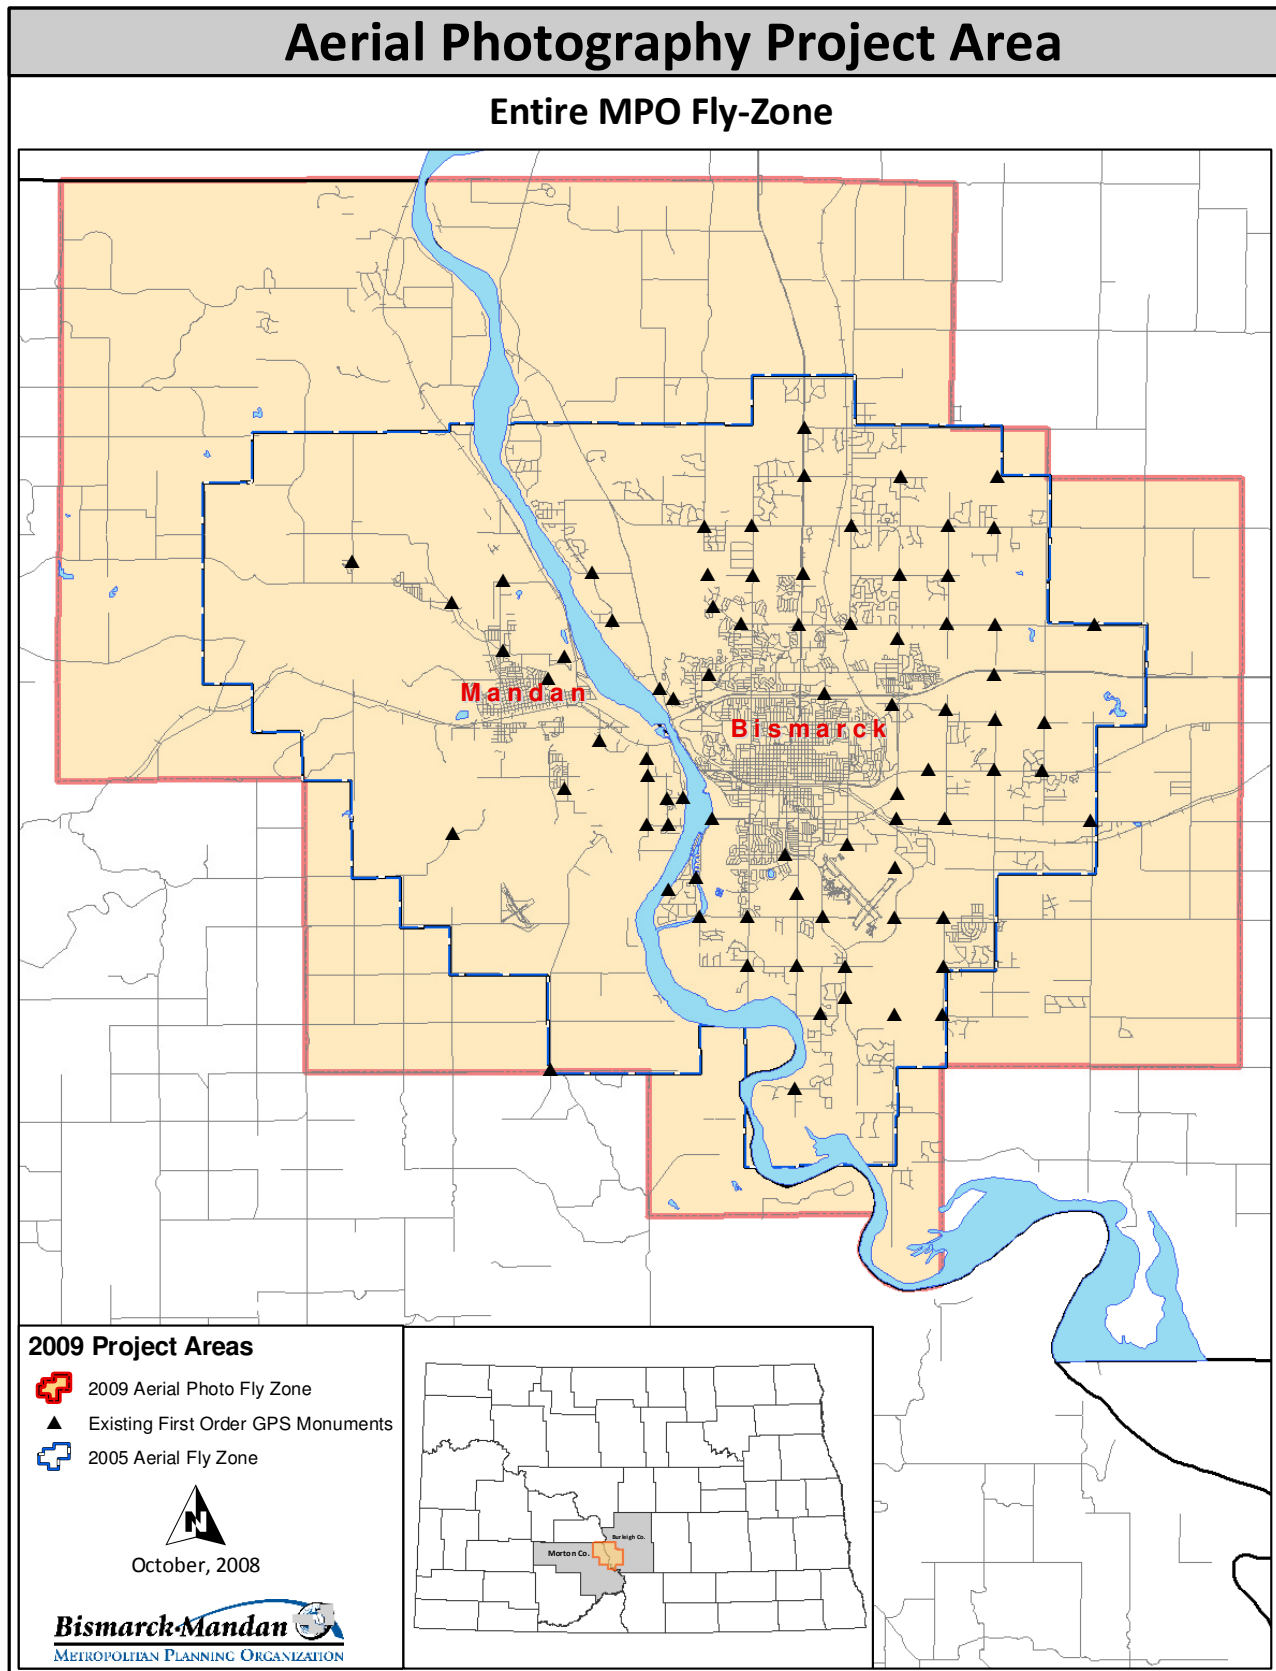 Aerial Photography Project Area
Entire MPO Fly-Zone
Mandan
Bismarck
2009 Project Areas
2009 Aerial Photo Fly Zone
Existing First Order GPS Monuments
2005 Aerial Fly Zone
N
October, 2008
Bismarck-Mandan
METROPOLITAN PLANNING ORGANIZATION
Burleigh Co.
Morton Co.